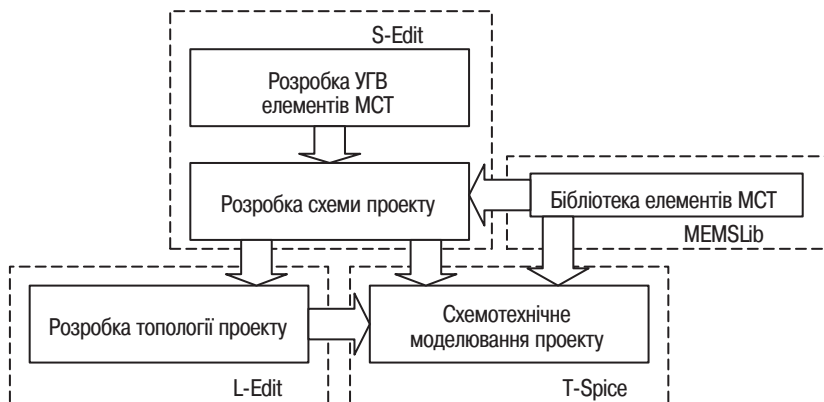 S-Edit
Розробка УГВ
елементів МСТ
Розробка схеми проекту
Бібліотека елементів МСТ
MEMSLib
Розробка топології проекту
Схемотехнічне
моделювання проекту
L-Edit
T-Spice